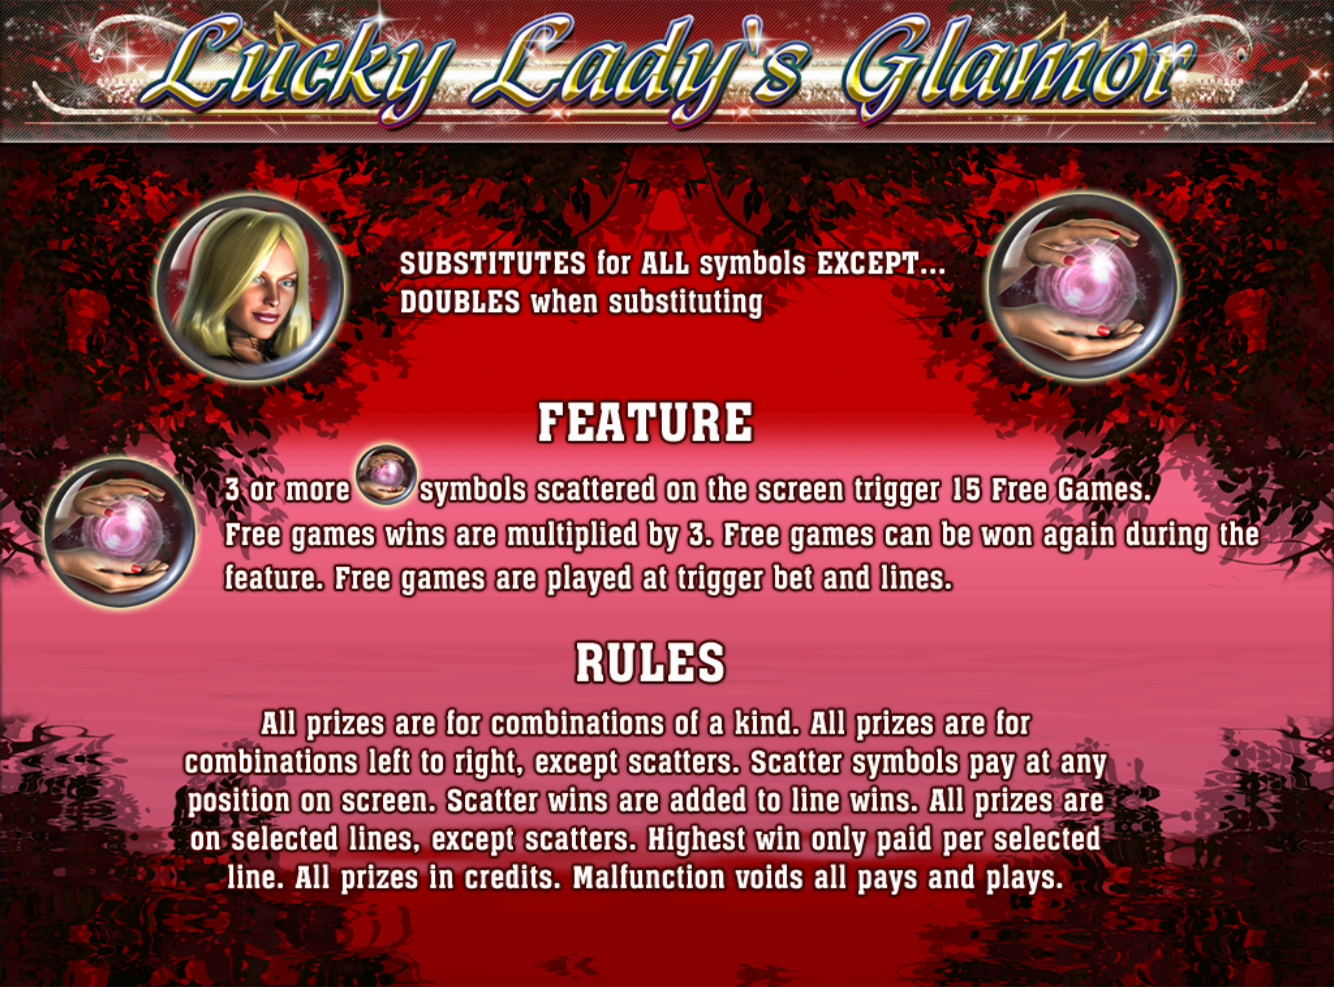 Lucky Lady's Glamor
SUBSTITUTES for ALL symbols EXCEPT...
DOUBLES when substituting
FEATURE
3 or more symbols scattered on the screen trigger 15 Free Games.
Free games wins are multiplied by 3. Free games can be won again during the
feature. Free games are played at trigger bet and lines.
RULES
All prizes are for combinations of a kind. All prizes are for
combinations left to right, except scatters. Scatter symbols pay at any
position on screen. Scatter wins are added to line wins. All prizes are
on selected lines, except scatters. Highest win only paid per selected
line. All prizes in credits. Malfunction voids all pays and plays.